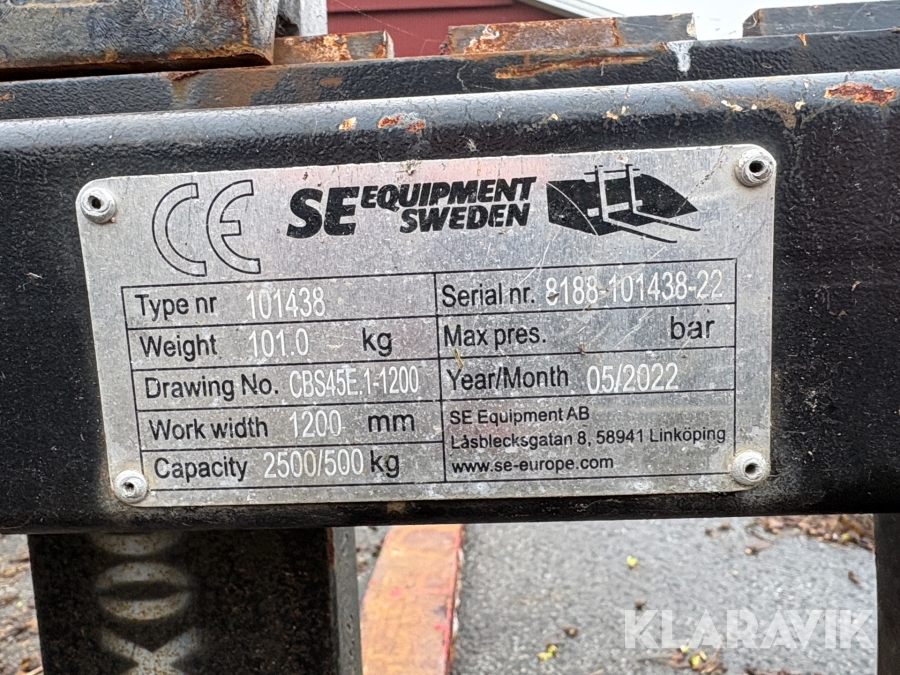 CE SE EQUIPMENT SWEDEN
Type nr 101438
Weight 101.0 kg
Drawing No. CBS45E.1-1200
Work width 1200 mm
Capacity 2500/500 kg
Serial nr. 8188-101438-22
Max pres. bar
Year/Month 05/2022
SE Equipment AB
Låsblecksgatan 8, 58941 Linköping
www.se-europe.com
KLARAVIK